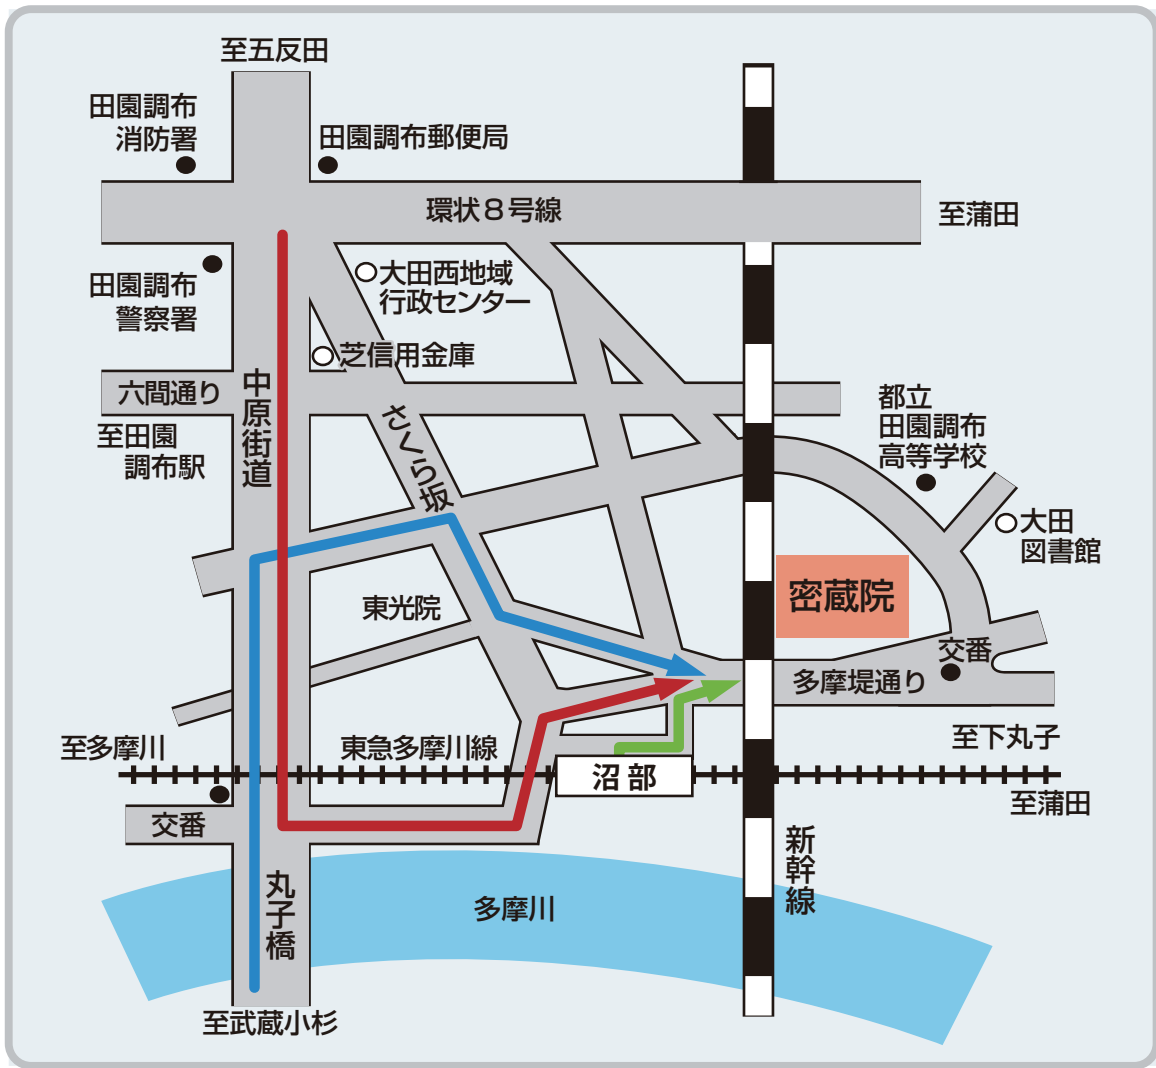 至五反田
田園調布
消防署
田園調布郵便局
環状8号線
至蒲田
田園調布
警察署
大田西地域
行政センター
芝信用金庫
六間通り
中原街道
さくら坂
至田園
調布駅
都立
田園調布
高等学校
大田
図書館
密蔵院
東光院
交番
多摩堤通り
至多摩川
東急多摩川線
至下丸子
沼部
至蒲田
交番
新幹線
丸子橋
多摩川
至武蔵小杉